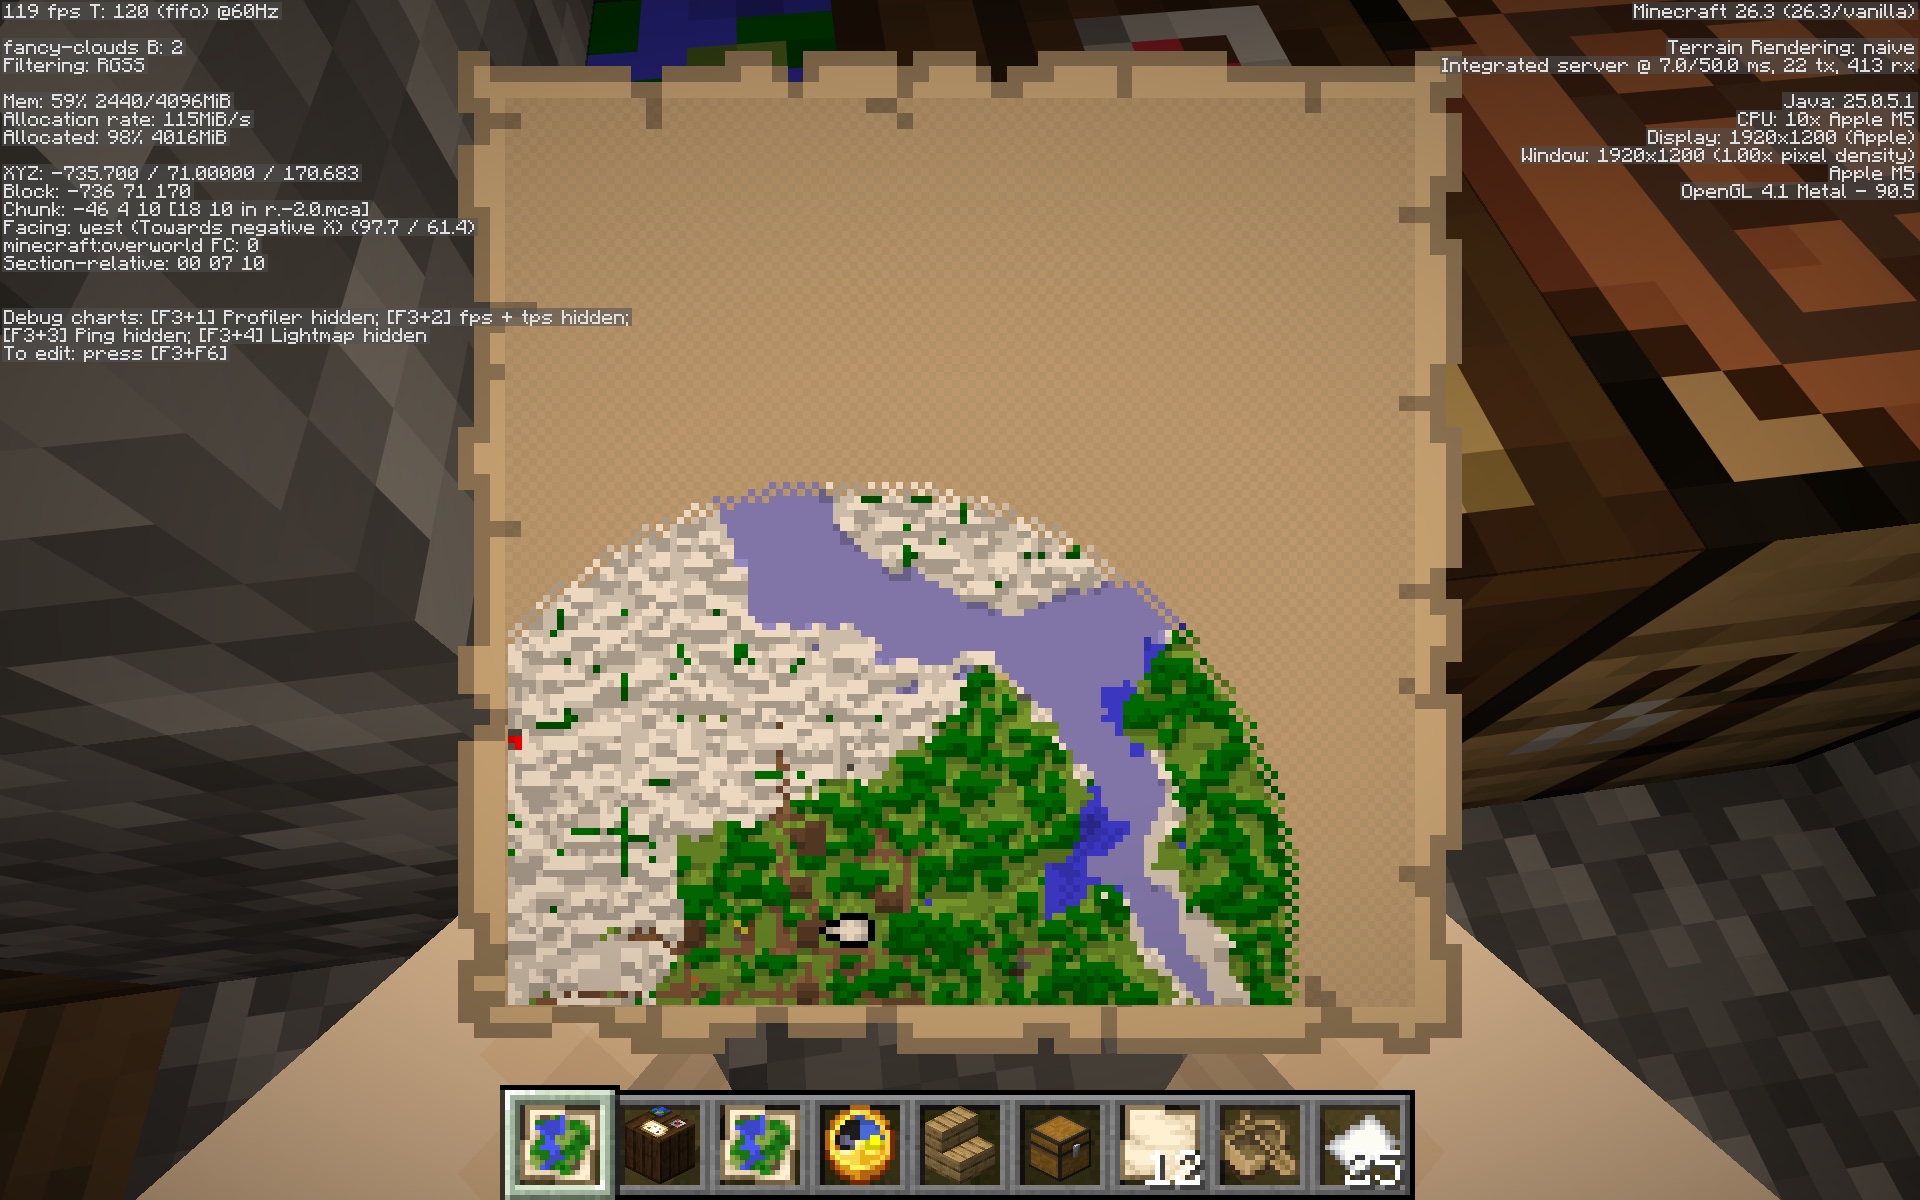 119 fps T: 120 (fifo) @60Hz
fancy-clouds B: 2
Filtering: RGSS
Mem: 59% 2440/4096MiB
Allocation rate: 115MiB/s
Allocated: 98% 4016MiB
XYZ: -735.700 / 71.00000 / 170.683
Block: -736 71 170
Chunk: -46 4 10 [18 10 in r.-2.0.mca]
Facing: west (Towards negative X) (97.7 / 61.4)
minecraft:overworld FC: 0
Section-relative: 00 07 10
Debug charts: [F3+1] Profiler hidden; [F3+2] fps + tps hidden;
[F3+3] Ping hidden; [F3+4] Lightmap hidden
To edit: press [F3+F6]
Minecraft 26.3 (26.3/vanilla)
Terrain Rendering: naive
Integrated server @ 7.0/50.0 ms, 22 tx, 413 rx
Java: 25.0.5.1
CPU: 10x Apple M5
Display: 1920x1200 (Apple)
Window: 1920x1200 (1.00x pixel density)
Apple M5
OpenGL 4.1 Metal - 90.5
12
25